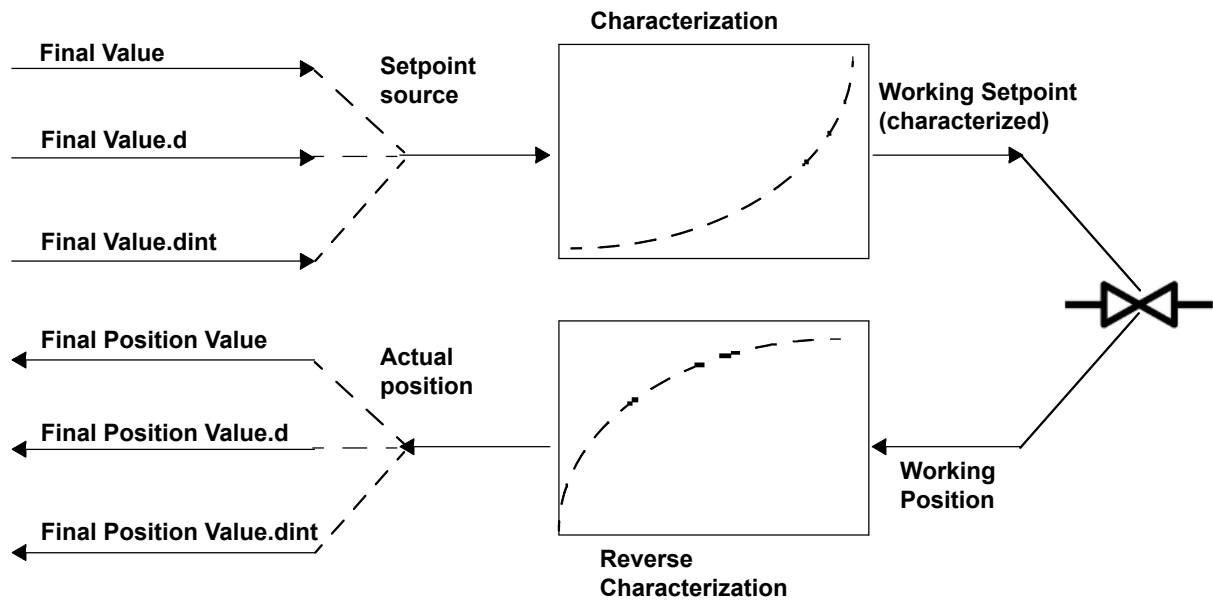 Characterization
Final Value
Setpoint
source
Working Setpoint
(characterized)
Final Value.d
Final Value.dint
Final Position Value
Actual
position
Final Position Value.d
Working
Position
Final Position Value.dint
Reverse
Characterization